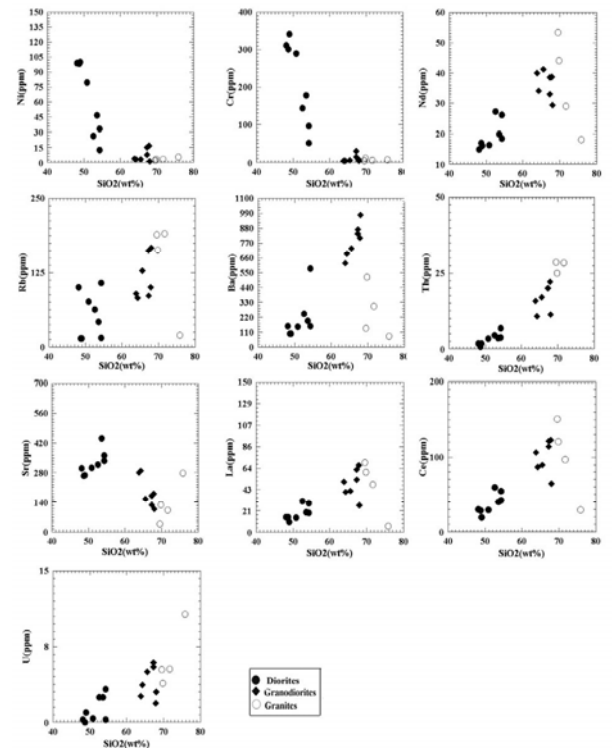 150
135
120
105
90
75
60
45
30
15
0
Ni(ppm)
40 50 60 70 80
SiO2(wt%)
400
300
200
100
0
Cr(ppm)
40 50 60 70 80
SiO2(wt%)
60
50
40
30
20
10
Nd(ppm)
40 50 60 70 80
SiO2(wt%)
250
125
0
Rb(ppm)
40 50 60 70 80
SiO2(wt%)
1100
990
880
770
660
550
440
330
220
110
0
Ba(ppm)
40 50 60 70 80
SiO2(wt%)
50
25
0
Th(ppm)
40 50 60 70 80
SiO2(wt%)
700
560
420
280
140
0
Sr(ppm)
40 50 60 70 80
SiO2(wt%)
150
129
107
86
64
43
21
0
La(ppm)
40 50 60 70 80
SiO2(wt%)
200
100
0
Ce(ppm)
40 50 60 70 80
SiO2(wt%)
15
8
0
U(ppm)
40 50 60 70 80
SiO2(wt%)
Diorites
Granodiorites
Granites